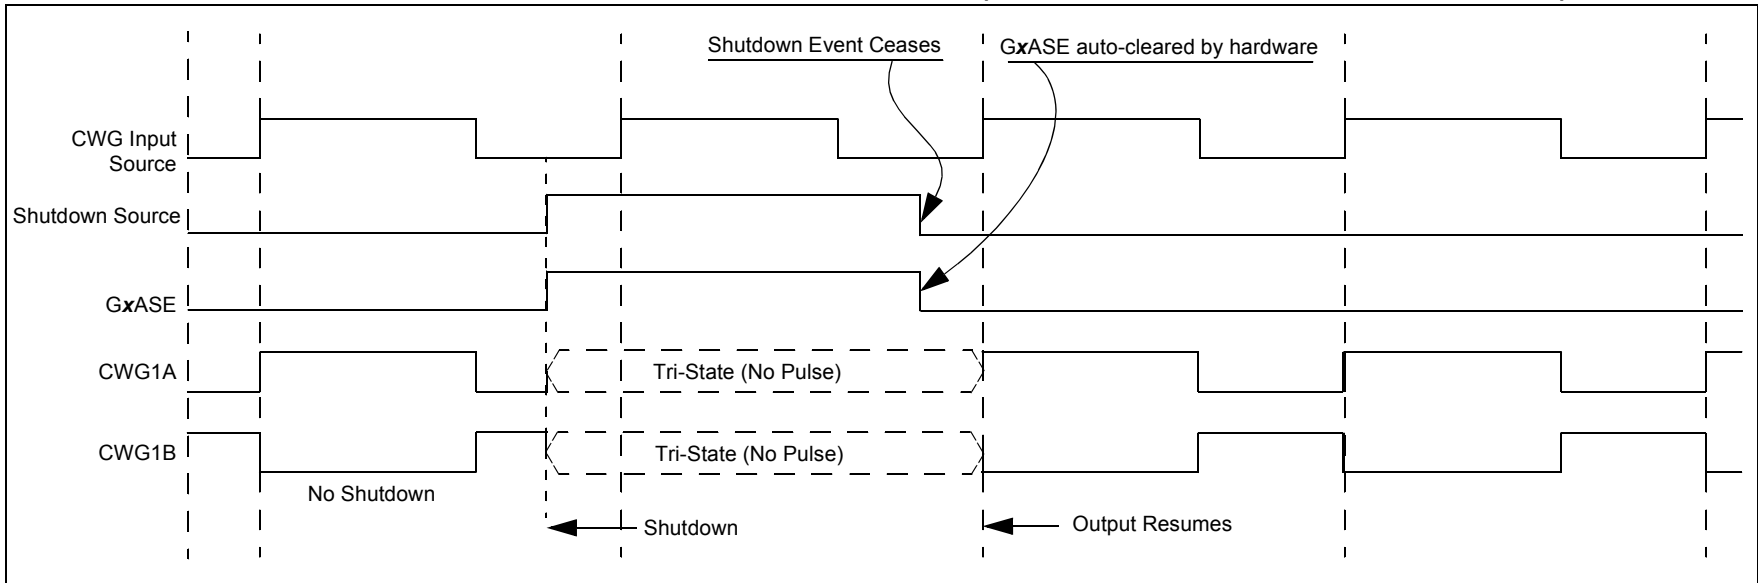 Shutdown Event Ceases
GxASE auto-cleared by hardware
CWG Input
Source
Shutdown Source
GxASE
CWG1A
Tri-State (No Pulse)
CWG1B
Tri-State (No Pulse)
No Shutdown
Shutdown
Output Resumes